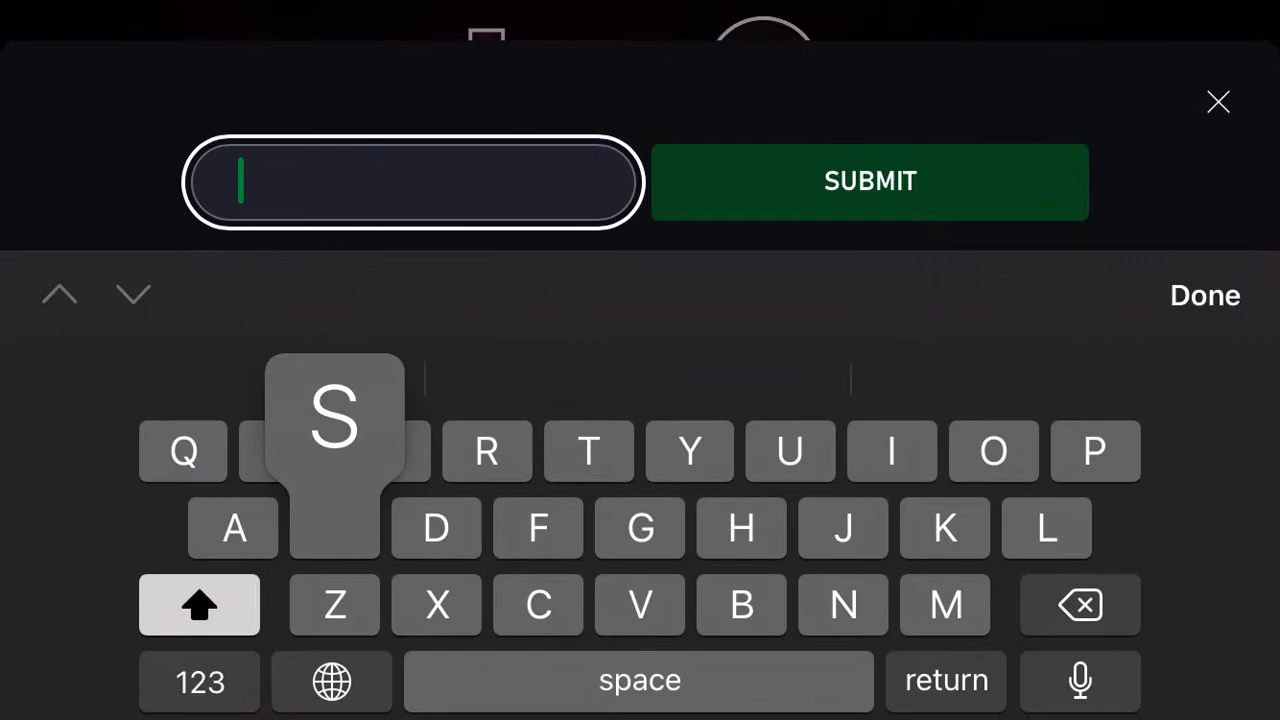 SUBMIT
Done
S
Q R T Y U I O P
A D F G H J K L
Z X C V B N M
123 space return